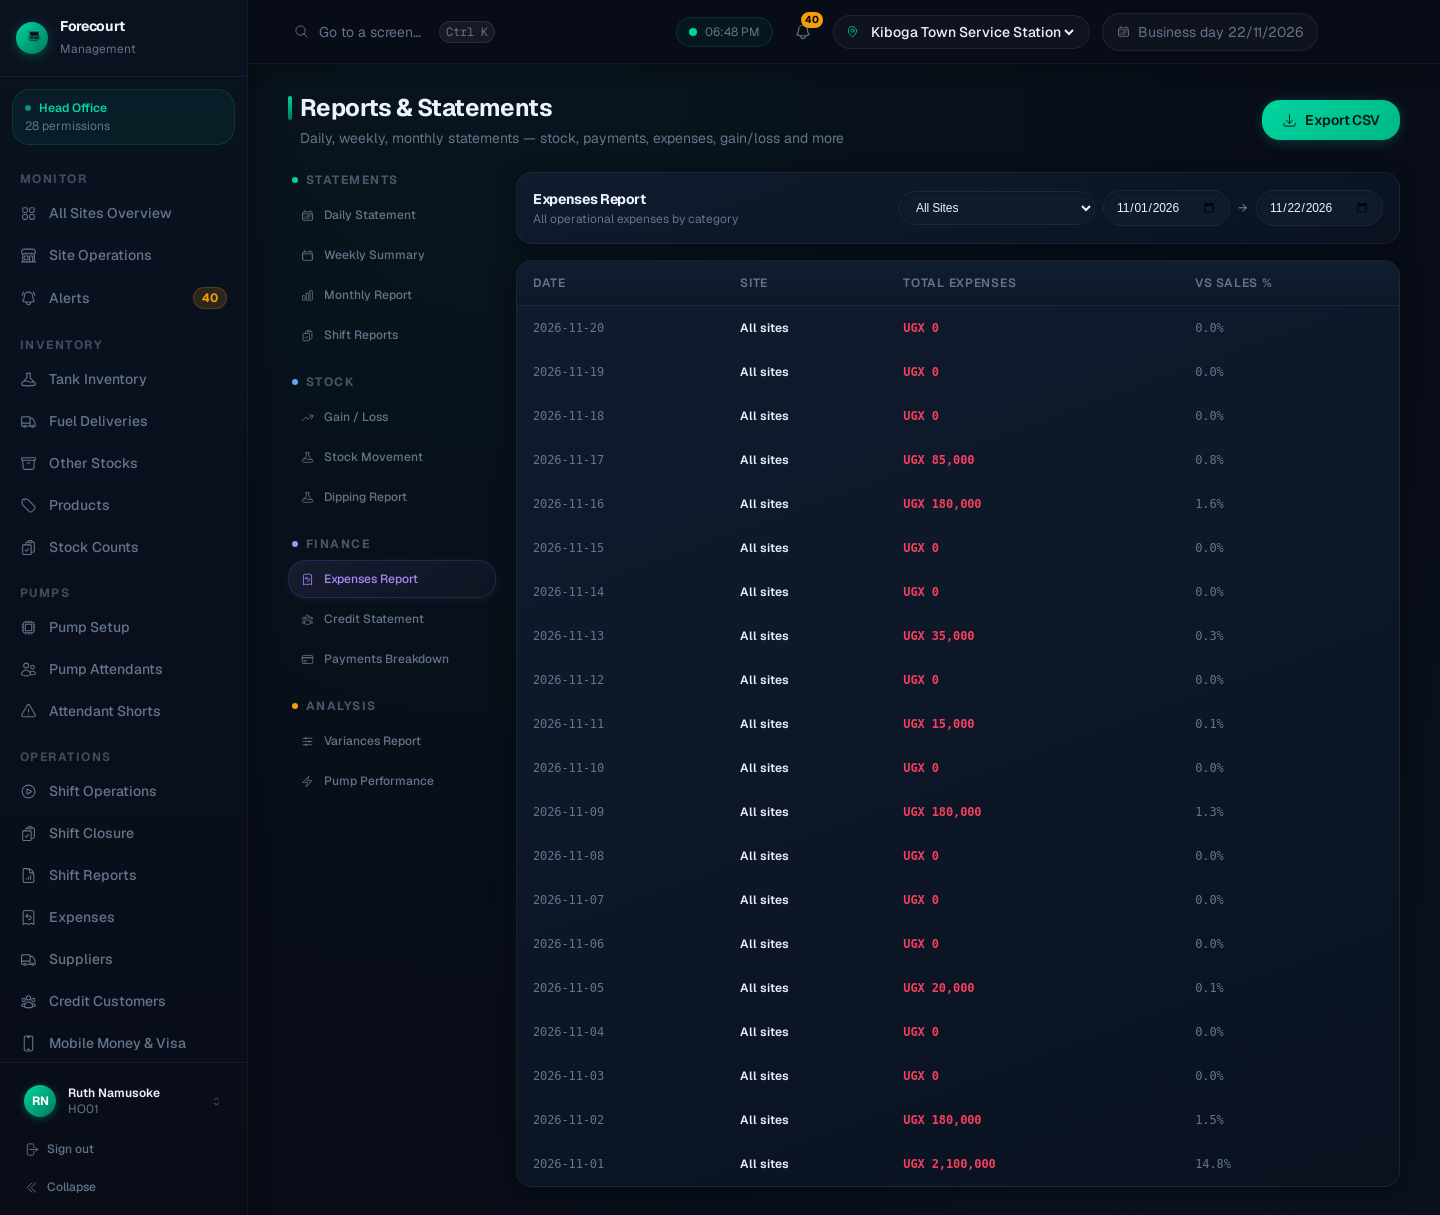 Forecourt
Management
Head Office
28 permissions
MONITOR
All Sites Overview
Site Operations
Alerts 40
INVENTORY
Tank Inventory
Fuel Deliveries
Other Stocks
Products
Stock Counts
PUMPS
Pump Setup
Pump Attendants
Attendant Shorts
OPERATIONS
Shift Operations
Shift Closure
Shift Reports
Expenses
Suppliers
Credit Customers
Mobile Money & Visa
RN Ruth Namusoke
HO01
Sign out
Collapse
Go to a screen... Ctrl K 06:48 PM 40 Kiboga Town Service Station Business day 22/11/2026
Reports & Statements
Daily, weekly, monthly statements — stock, payments, expenses, gain/loss and more
Export CSV
STATEMENTS
Daily Statement
Weekly Summary
Monthly Report
Shift Reports
STOCK
Gain / Loss
Stock Movement
Dipping Report
FINANCE
Expenses Report
Credit Statement
Payments Breakdown
ANALYSIS
Variances Report
Pump Performance
Expenses Report
All operational expenses by category
All Sites 11/01/2026 → 11/22/2026
DATE SITE TOTAL EXPENSES VS SALES %
2026-11-20 All sites UGX 0 0.0%
2026-11-19 All sites UGX 0 0.0%
2026-11-18 All sites UGX 0 0.0%
2026-11-17 All sites UGX 85,000 0.8%
2026-11-16 All sites UGX 180,000 1.6%
2026-11-15 All sites UGX 0 0.0%
2026-11-14 All sites UGX 0 0.0%
2026-11-13 All sites UGX 35,000 0.3%
2026-11-12 All sites UGX 0 0.0%
2026-11-11 All sites UGX 15,000 0.1%
2026-11-10 All sites UGX 0 0.0%
2026-11-09 All sites UGX 180,000 1.3%
2026-11-08 All sites UGX 0 0.0%
2026-11-07 All sites UGX 0 0.0%
2026-11-06 All sites UGX 0 0.0%
2026-11-05 All sites UGX 20,000 0.1%
2026-11-04 All sites UGX 0 0.0%
2026-11-03 All sites UGX 0 0.0%
2026-11-02 All sites UGX 180,000 1.5%
2026-11-01 All sites UGX 2,100,000 14.8%